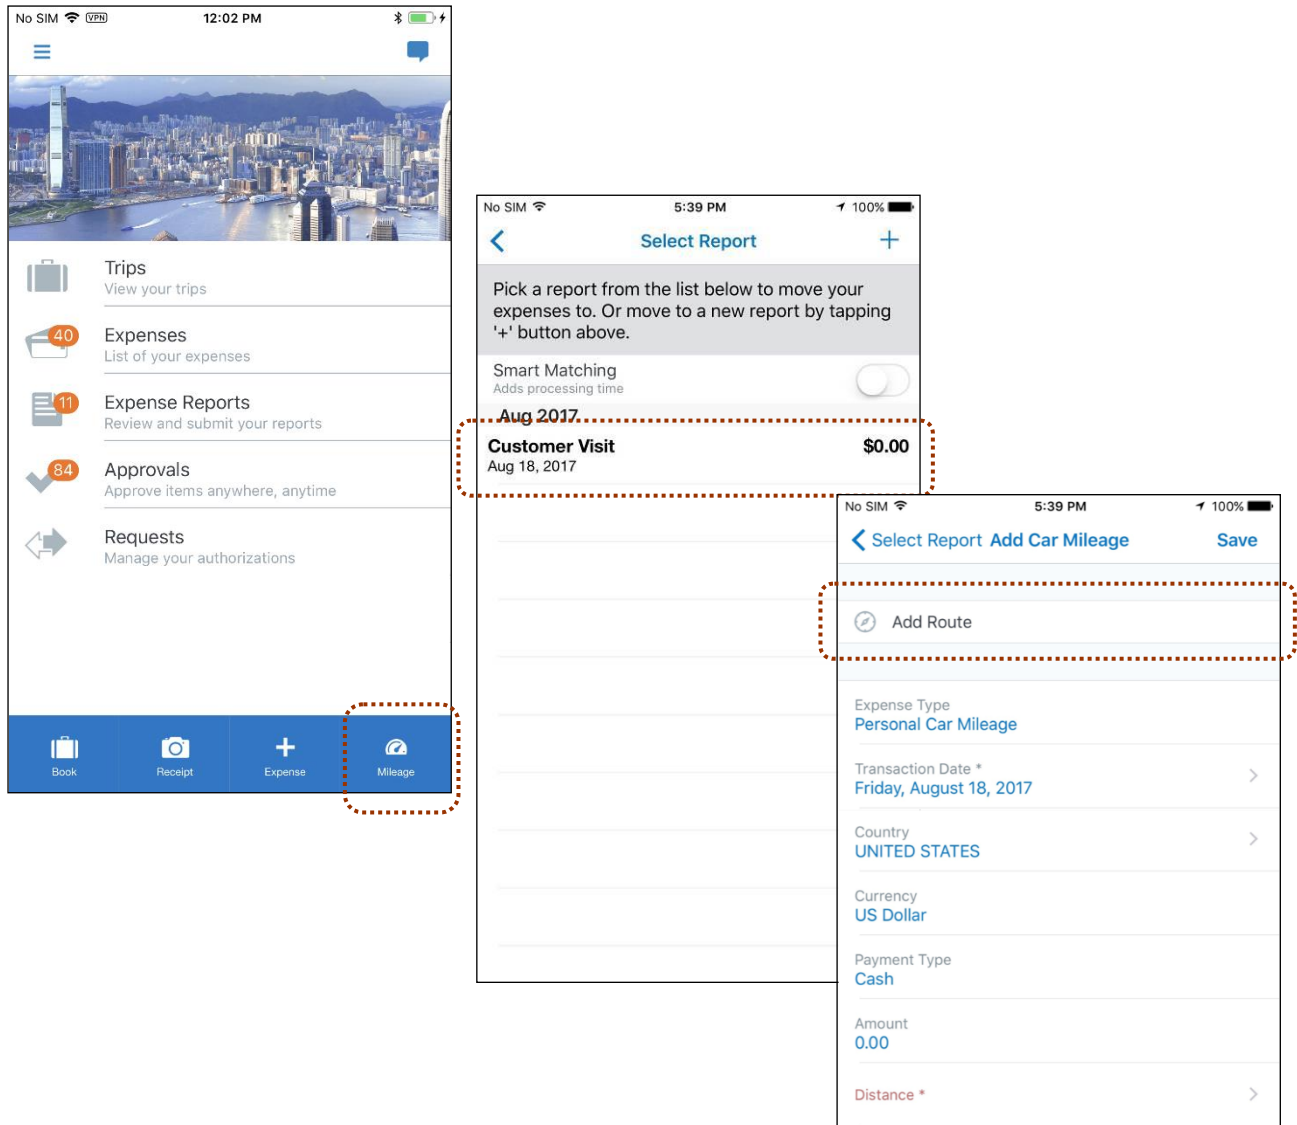 No SIM VPN 12:02 PM
Trips
View your trips
40
Expenses
List of your expenses
11
Expense Reports
Review and submit your reports
84
Approvals
Approve items anywhere, anytime
Requests
Manage your authorizations
Book Receipt Expense Mileage
No SIM 5:39 PM 100%
Select Report +
Pick a report from the list below to move your
expenses to. Or move to a new report by tapping
'+' button above.
Smart Matching
Adds processing time
Aug 2017
Customer Visit $0.00
Aug 18, 2017
No SIM 5:39 PM 100%
Select Report Add Car Mileage Save
Add Route
Expense Type
Personal Car Mileage
Transaction Date *
Friday, August 18, 2017
Country
UNITED STATES
Currency
US Dollar
Payment Type
Cash
Amount
0.00
Distance *